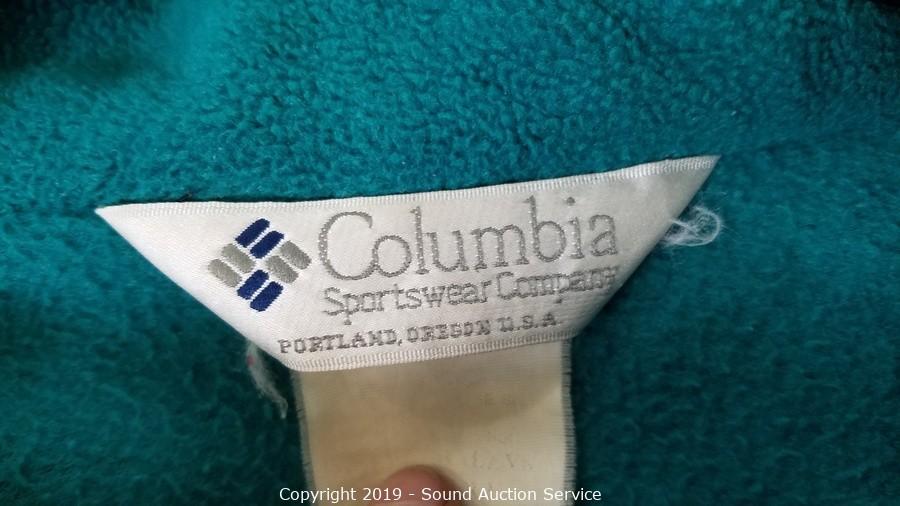 Columbia
Sportswear Company
PORTLAND, OREGON U.S.A.
Copyright 2019 - Sound Auction Service